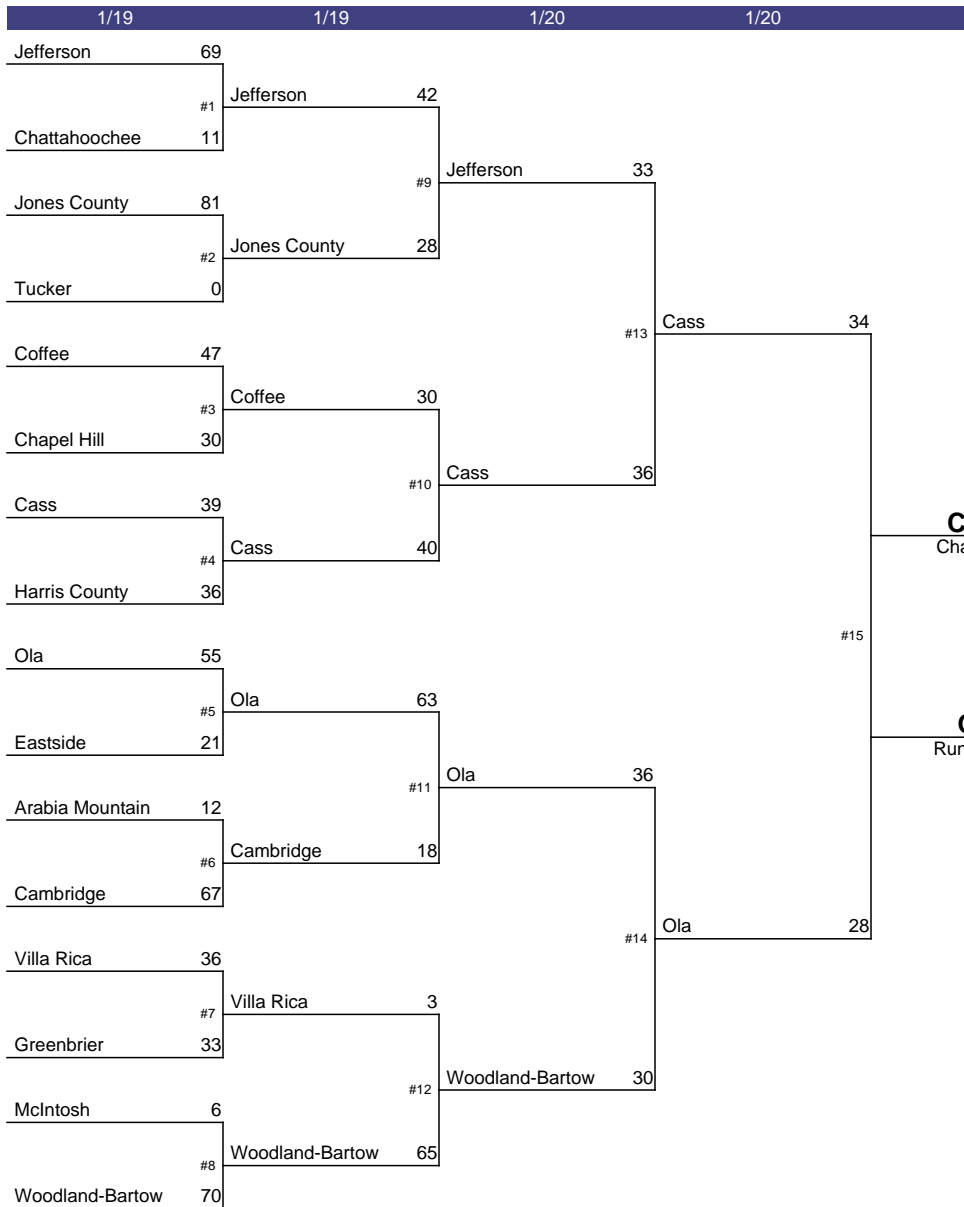 1/19 1/19 1/20 1/20
Jefferson 69
#1 Jefferson 42
Chattahoochee 11
#9 Jefferson 33
Jones County 81
#2 Jones County 28
Tucker 0
#13 Cass 34
Coffee 47
#3 Coffee 30
Chapel Hill 30
#10 Cass 36
Cass 39
#4 Cass 40
Harris County 36
#15
Ola 55
#5 Ola 63
Eastside 21
#11 Ola 36
Arabia Mountain 12
#6 Cambridge 18
Cambridge 67
#14 Ola 28
Villa Rica 36
#7 Villa Rica 3
Greenbrier 33
#12 Woodland-Bartow 30
McIntosh 6
#8 Woodland-Bartow 65
Woodland-Bartow 70